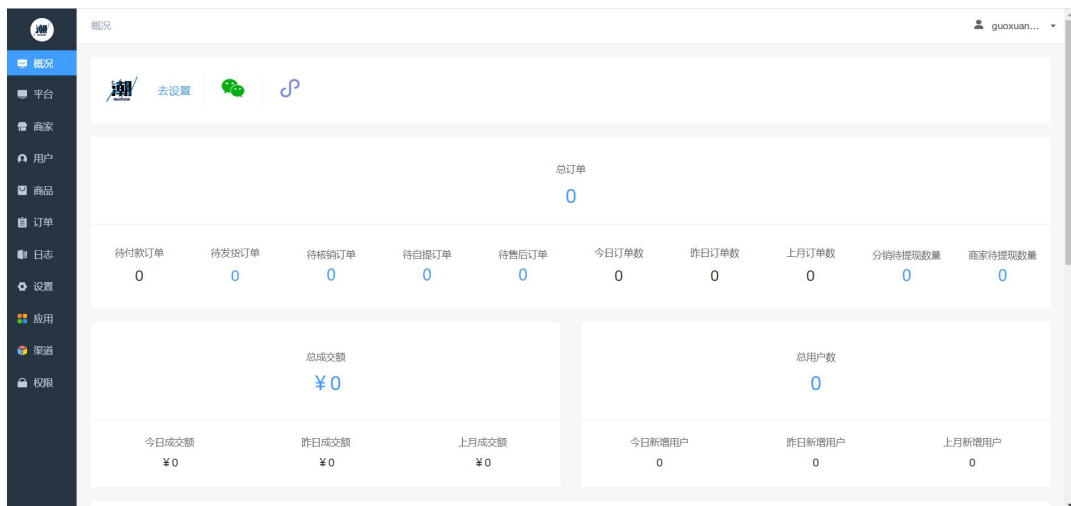 潮
概况
guoxuan...
概况
平台
商家
用户
商品
订单
日志
设置
应用
渠道
权限
潮
去设置
总订单
0
待付款订单 待发货订单 待核销订单 待自提订单 待售后订单 今日订单数 昨日订单数 上月订单数 分销待提现数量 商家待提现数量
0 0 0 0 0 0 0 0 0 0
总成交额
¥0
今日成交额 昨日成交额 上月成交额
¥0 ¥0 ¥0
总用户数
0
今日新增用户 昨日新增用户 上月新增用户
0 0 0